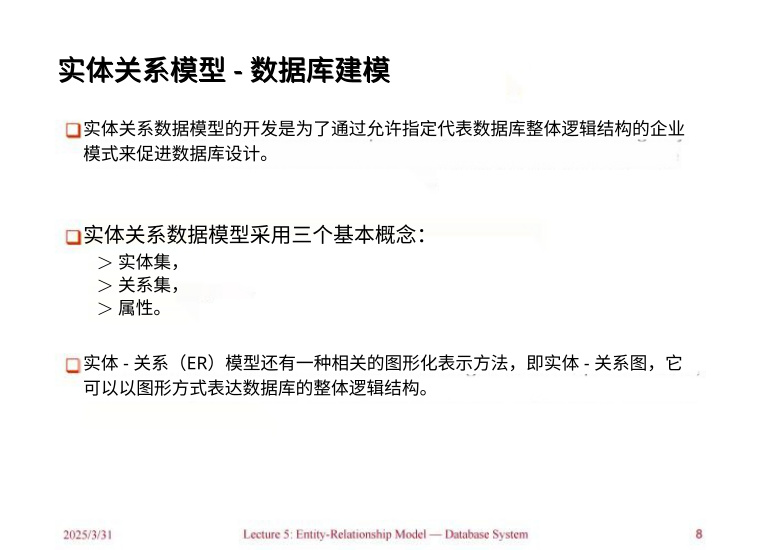 实体关系模型 - 数据库建模
实体关系数据模型的开发是为了通过允许指定代表数据库整体逻辑结构的企业
模式来促进数据库设计。
实体关系数据模型采用三个基本概念：
> 实体集，
> 关系集，
> 属性。
实体 - 关系（ER）模型还有一种相关的图形化表示方法，即实体 - 关系图，它
可以以图形方式表达数据库的整体逻辑结构。
2025/3/31
Lecture 5: Entity-Relationship Model — Database System
8